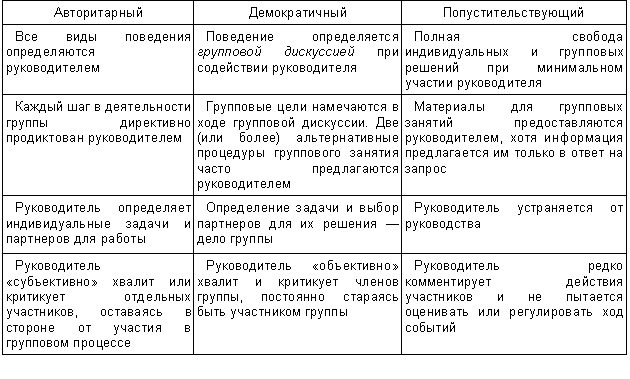 Авторитарный
Демократичный
Попустительствующий
Все виды поведения
определяются
руководителем
Поведение определяется
групповой дискуссией при
содействии руководителя
Полная свобода
индивидуальных и групповых
решений при минимальном
участии руководителя
Каждый шаг в деятельности
группы директивно
продиктован руководителем
Групповые цели намечаются в
ходе групповой дискуссии. Две
(или более) альтернативные
процедуры группового занятия
часто предлагаются
руководителем
Материалы для групповых
занятий предоставляются
руководителем, хотя информация
предлагается им только в ответ на
запрос
Руководитель определяет
индивидуальные задачи и
партнеров для работы
Определение задачи и выбор
партнеров для их решения —
дело группы
Руководитель устраняется от
руководства
Руководитель
«субъективно» хвалит или
критикует отдельных
участников, оставаясь в
стороне от участия в
групповом процессе
Руководитель «объективно»
хвалит и критикует членов
группы, постоянно стараясь
быть участником группы
Руководитель редко
комментирует действия
участников и не пытается
оценивать или регулировать ход
событий